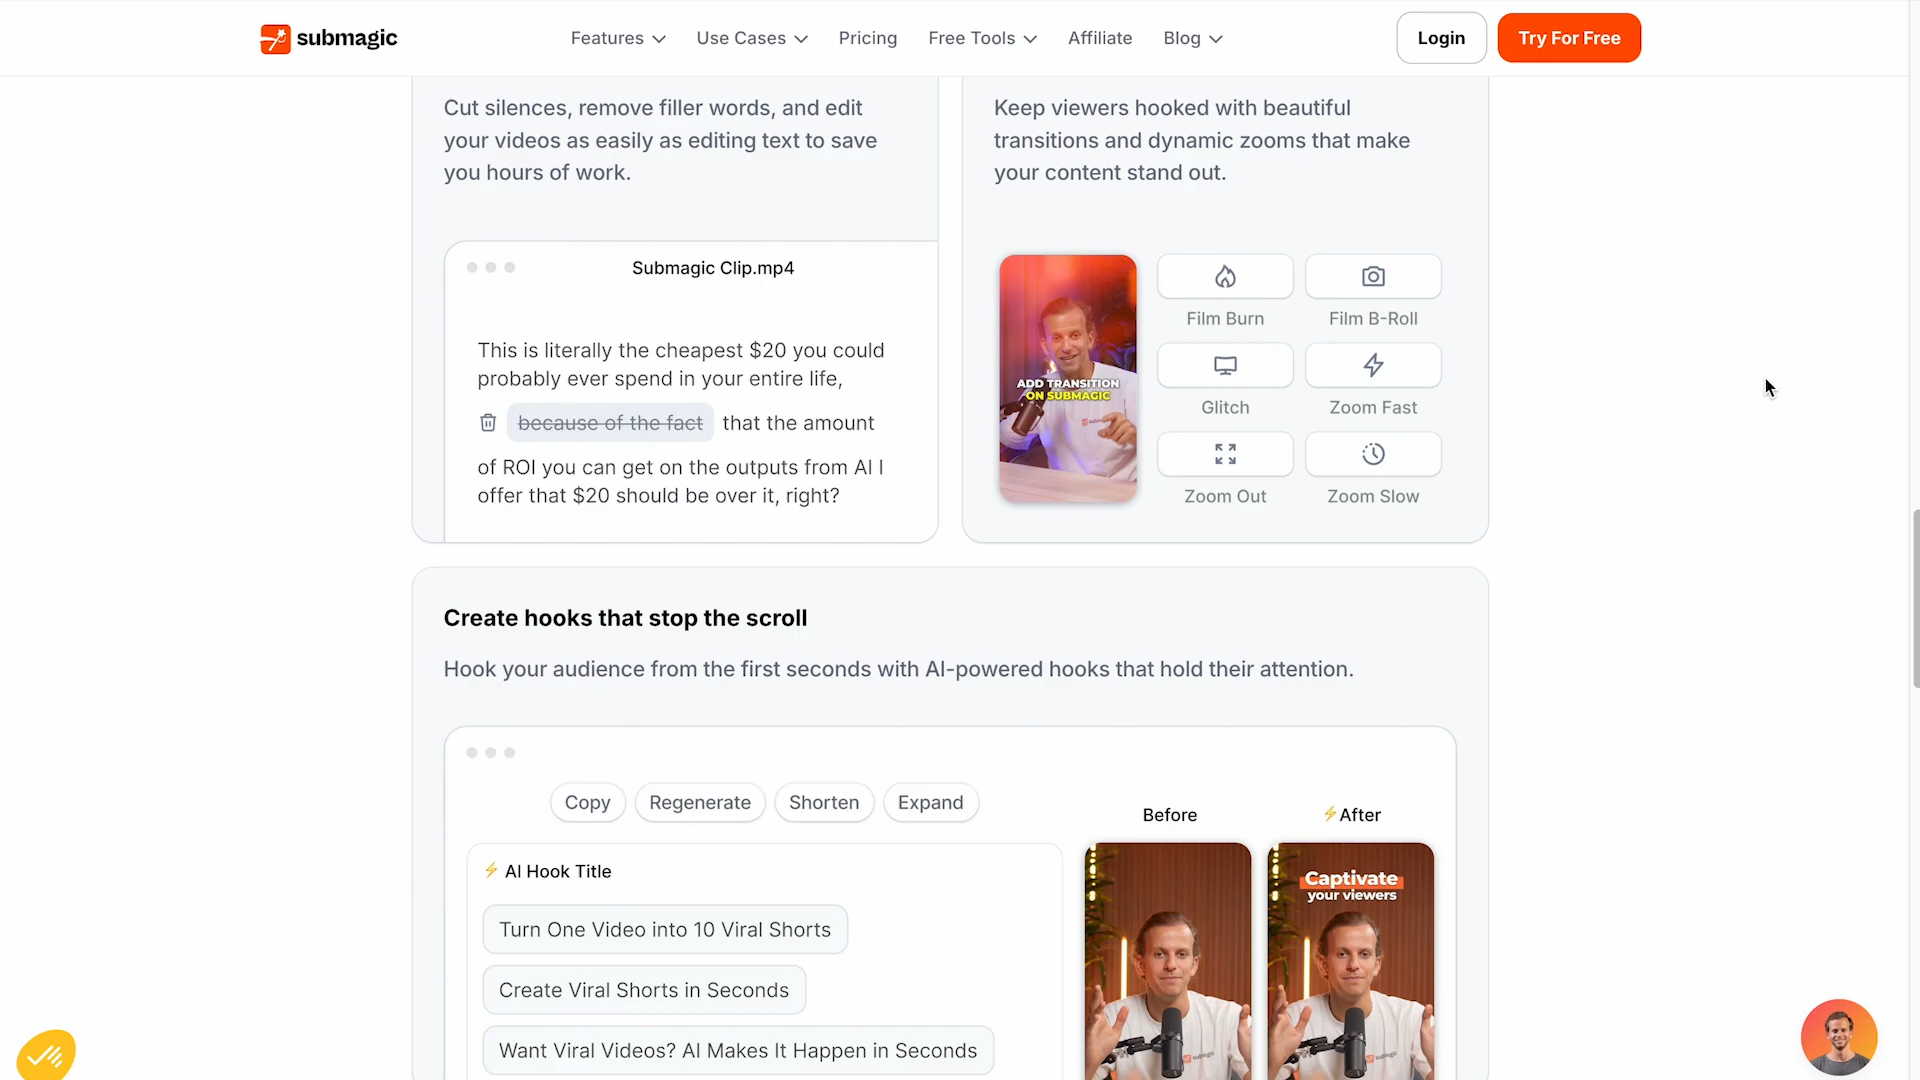 submagic
Features
Use Cases
Pricing
Free Tools
Affiliate
Blog
Login
Try For Free
Cut silences, remove filler words, and edit
your videos as easily as editing text to save
you hours of work.
Submagic Clip.mp4
This is literally the cheapest $20 you could
probably ever spend in your entire life,
because of the fact that the amount
of ROI you can get on the outputs from AI I
offer that $20 should be over it, right?
Keep viewers hooked with beautiful
transitions and dynamic zooms that make
your content stand out.
ADD TRANSITION
ON SUBMAGIC
Film Burn
Film B-Roll
Glitch
Zoom Fast
Zoom Out
Zoom Slow
Create hooks that stop the scroll
Hook your audience from the first seconds with AI-powered hooks that hold their attention.
Copy
Regenerate
Shorten
Expand
AI Hook Title
Turn One Video into 10 Viral Shorts
Create Viral Shorts in Seconds
Want Viral Videos? AI Makes It Happen in Seconds
Before
After
Captivate
your viewers
submagic
submagic